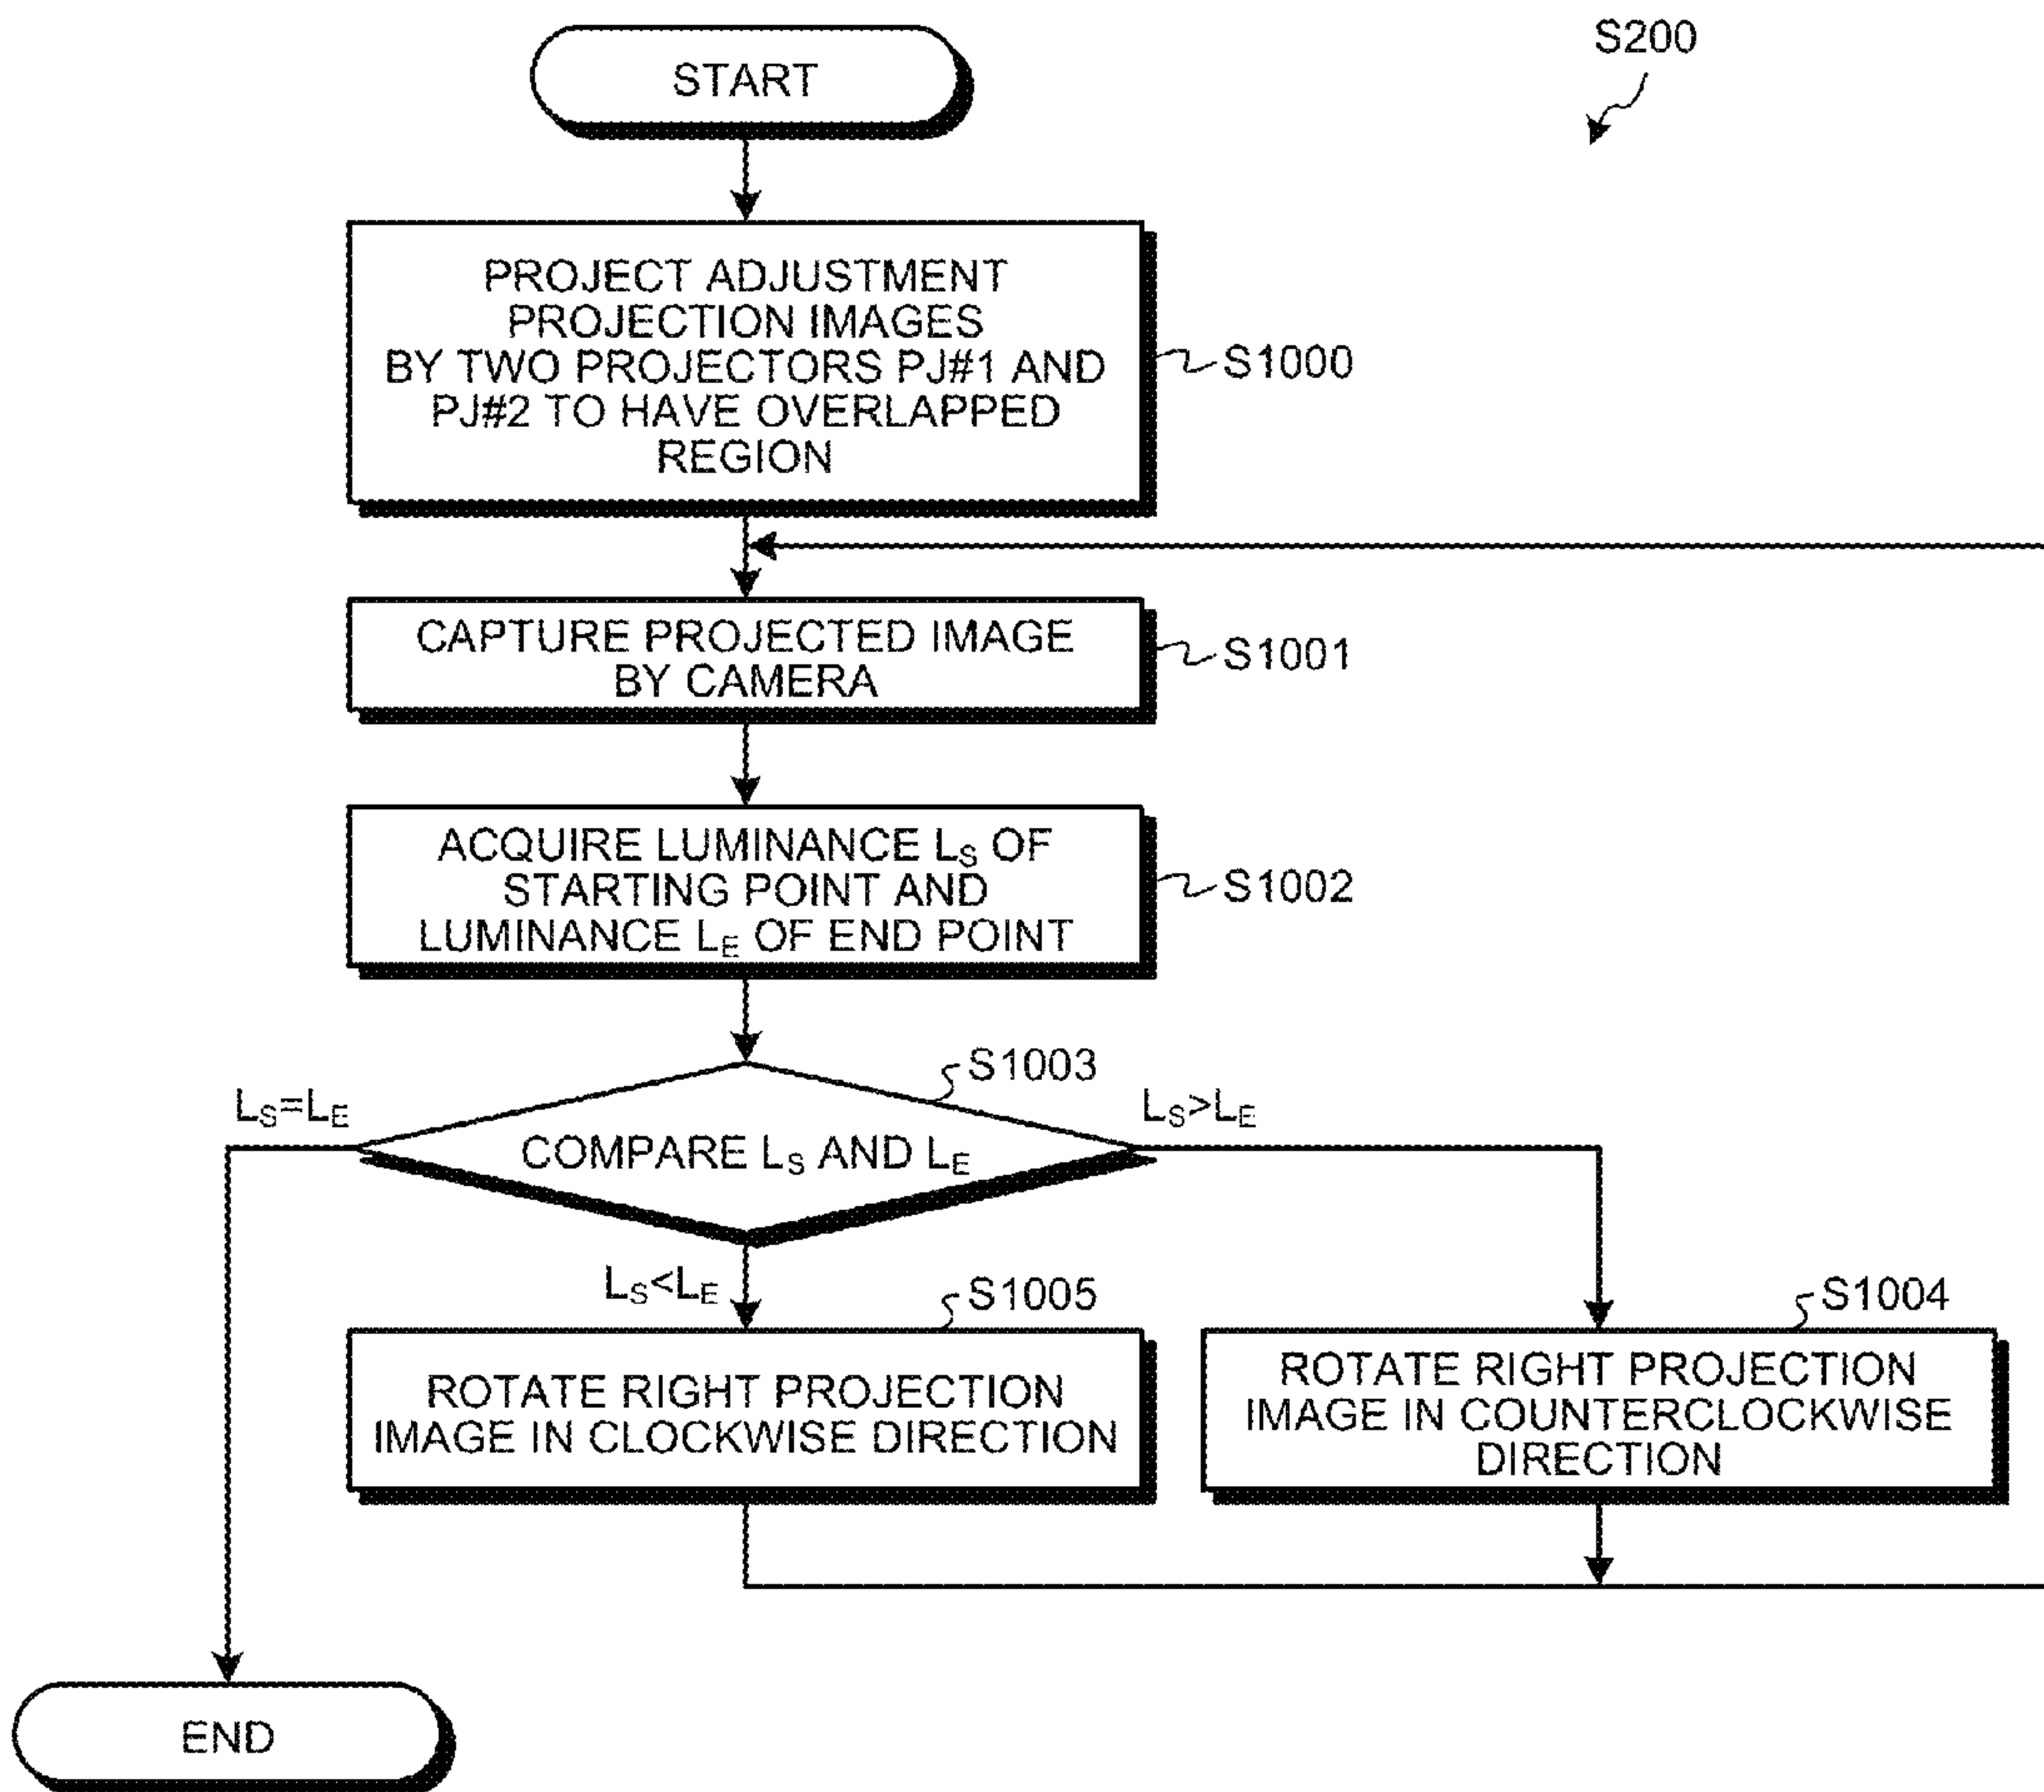 S200
START
PROJECT ADJUSTMENT
PROJECTION IMAGES
BY TWO PROJECTORS PJ#1 AND
PJ#2 TO HAVE OVERLAPPED
REGION
S1000
CAPTURE PROJECTED IMAGE
BY CAMERA
S1001
ACQUIRE LUMINANCE LS OF
STARTING POINT AND
LUMINANCE LE OF END POINT
S1002
S1003
LS=LE
LS>LE
COMPARE LS AND LE
LS<LE
S1005
S1004
ROTATE RIGHT PROJECTION
IMAGE IN CLOCKWISE DIRECTION
ROTATE RIGHT PROJECTION
IMAGE IN COUNTERCLOCKWISE
DIRECTION
END